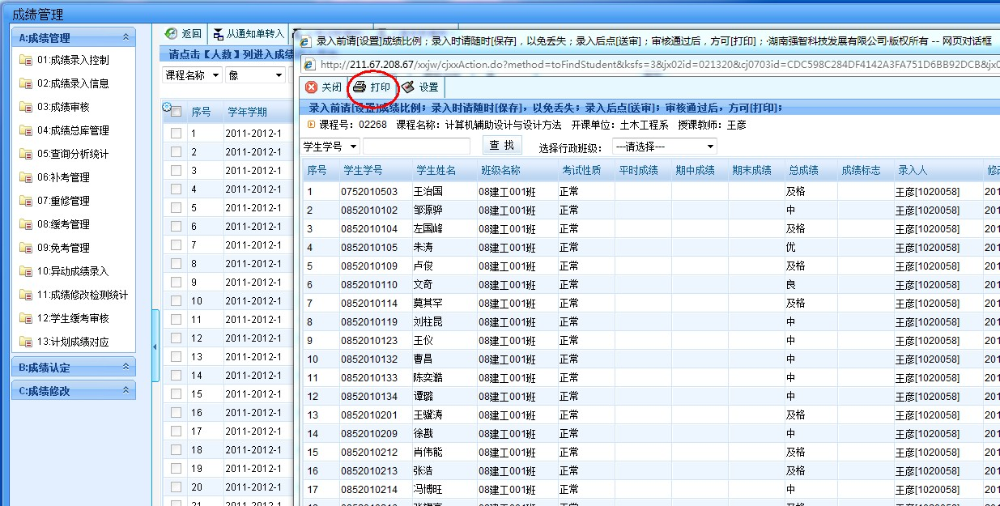 成绩管理
A:成绩管理
01:成绩录入控制
02:成绩录入信息
03:成绩审核
04:成绩总库管理
05:查询分析统计
06:补考管理
07:重修管理
08:缓考管理
09:免考管理
10:异动成绩录入
11:成绩修改检测统计
12:学生缓考审核
13:计划成绩对应
B:成绩认定
C:成绩修改
返回 从通知单转入
请点击【人数】列进入成绩
课程名称 像
序号 学年学期
1 2011-2012-1
2 2011-2012-1
3 2011-2012-1
4 2011-2012-1
5 2011-2012-1
6 2011-2012-1
7 2011-2012-1
8 2011-2012-1
9 2011-2012-1
10 2011-2012-1
11 2011-2012-1
12 2011-2012-1
13 2011-2012-1
14 2011-2012-1
15 2011-2012-1
16 2011-2012-1
17 2011-2012-1
18 2011-2012-1
19 2011-2012-1
20 2011-2012-1
21 2011-2012-1
录入前请[设置]成绩比例；录入时请随时[保存]，以免丢失；录入后点[送审]；审核通过后，方可[打印]；·湖南强智科技发展有限公司·版权所有 -- 网页对话框
http://211.67.208.67/xxjw/cjxxAction.do?method=toFindStudent&ksfs=3&jx02id=021320&cj0703id=CDC598C284DF4142A3FA751D6BB92DCB&jx0
关闭 打印 设置
录入前请[设置]成绩比例；录入时请随时[保存]，以免丢失；录入后点[送审]；审核通过后，方可[打印]；
课程号：02268 课程名称：计算机辅助设计与设计方法 开课单位：土木工程系 授课教师：王彦
学生学号 查 找 选择行政班级： ---请选择---
序号 学生学号 学生姓名 班级名称 考试性质 平时成绩 期中成绩 期末成绩 总成绩 成绩标志 录入人 修改
1 0752010503 王治国 08建工001班 正常 及格 王彦[1020058] 201
2 0852010102 邹源骅 08建工001班 正常 中 王彦[1020058] 201
3 0852010104 左国峰 08建工001班 正常 及格 王彦[1020058] 201
4 0852010105 朱涛 08建工001班 正常 优 王彦[1020058] 201
5 0852010109 卢俊 08建工001班 正常 及格 王彦[1020058] 201
6 0852010110 文奇 08建工001班 正常 良 王彦[1020058] 201
7 0852010114 莫其罕 08建工001班 正常 及格 王彦[1020058] 201
8 0852010119 刘柱昆 08建工001班 正常 中 王彦[1020058] 201
9 0852010123 王仪 08建工001班 正常 中 王彦[1020058] 201
10 0852010132 曹昌 08建工001班 正常 中 王彦[1020058] 201
11 0852010133 陈奕 08建工001班 正常 中 王彦[1020058] 201
12 0852010134 谭璐 08建工001班 正常 中 王彦[1020058] 201
13 0852010201 王骥涛 08建工001班 正常 及格 王彦[1020058] 201
14 0852010209 徐戡 08建工001班 正常 中 王彦[1020058] 201
15 0852010212 肖伟能 08建工001班 正常 及格 王彦[1020058] 201
16 0852010213 张浩 08建工001班 正常 及格 王彦[1020058] 201
17 0852010214 冯博旺 08建工001班 正常 中 王彦[1020058] 201